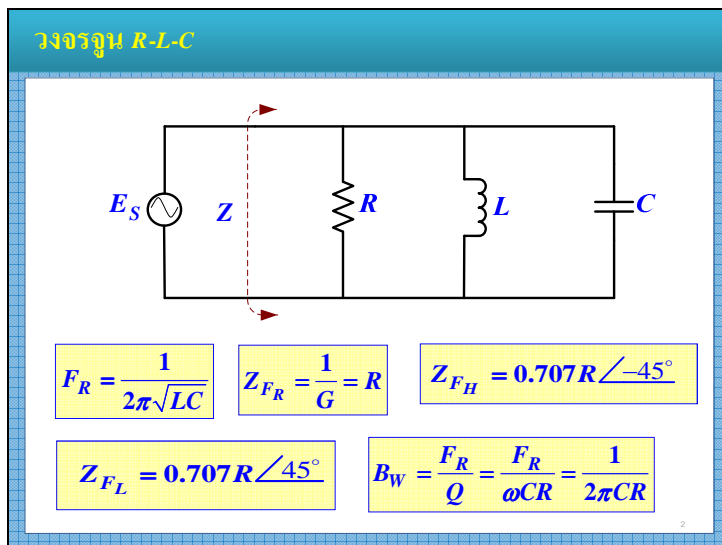 วงจรจูน R-L-C
E_S Z R L C
F_R = 1/(2π√LC)
Z_{F_R} = 1/G = R
Z_{F_H} = 0.707R∠−45°
Z_{F_L} = 0.707R∠45°
B_W = F_R/Q = F_R/(ωCR) = 1/(2πCR)
2